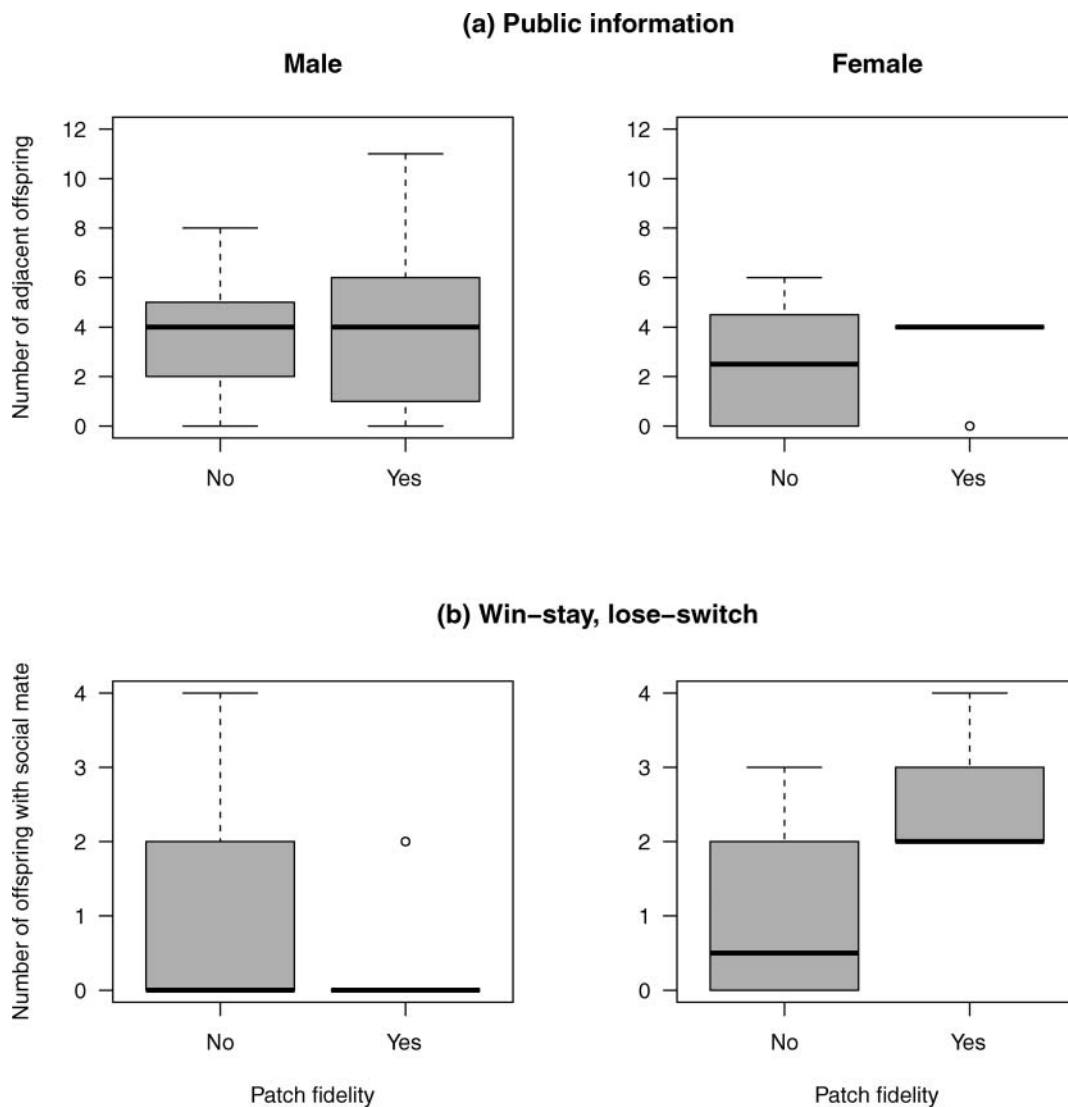 (a) Public information
Male
Female
Number of adjacent offspring
12
10
8
6
4
2
0
No
Yes
12
10
8
6
4
2
0
No
Yes
(b) Win−stay, lose−switch
Number of offspring with social mate
4
3
2
1
0
No
Yes
Patch fidelity
4
3
2
1
0
No
Yes
Patch fidelity